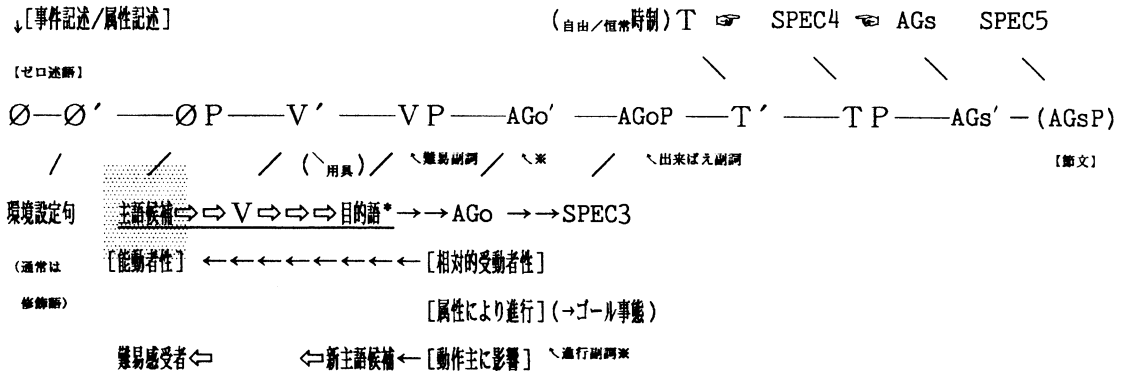 ↓[事件記述/属性記述] (自由/恒常時制) T ☞ SPEC4 ☜ AGs SPEC5
【ゼロ述語】
Ø—Ø′ ——ØP——V′ ——VP——AGo′ ——AGoP ——T′ ——TP——AGs′ —(AGsP)
(↖用具) ↖難易副詞 ↖※ ↖出来ばえ副詞 【節文】
環境設定句 主語候補⇨⇨V⇨⇨⇨目的語*→→AGo →→SPEC3
(通常は [能動者性] ←←←←←←←←← [相対的受動者性]
修飾語) [属性により進行] (→ゴール事態)
難易感受者⇦ ⇦新主語候補← [動作主に影響] ↖進行副詞※